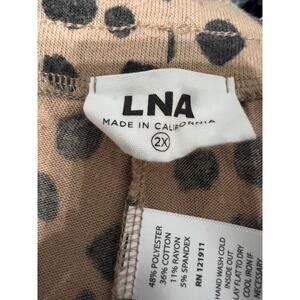 LNA
MADE IN CALIFORNIA
2X
48% POLYESTER
36% COTTON
11% RAYON
5% SPANDEX
RN 121911
HAND WASH COLD
INSIDE OUT
LAY FLAT TO DRY
COOL IRON IF
NECESSARY